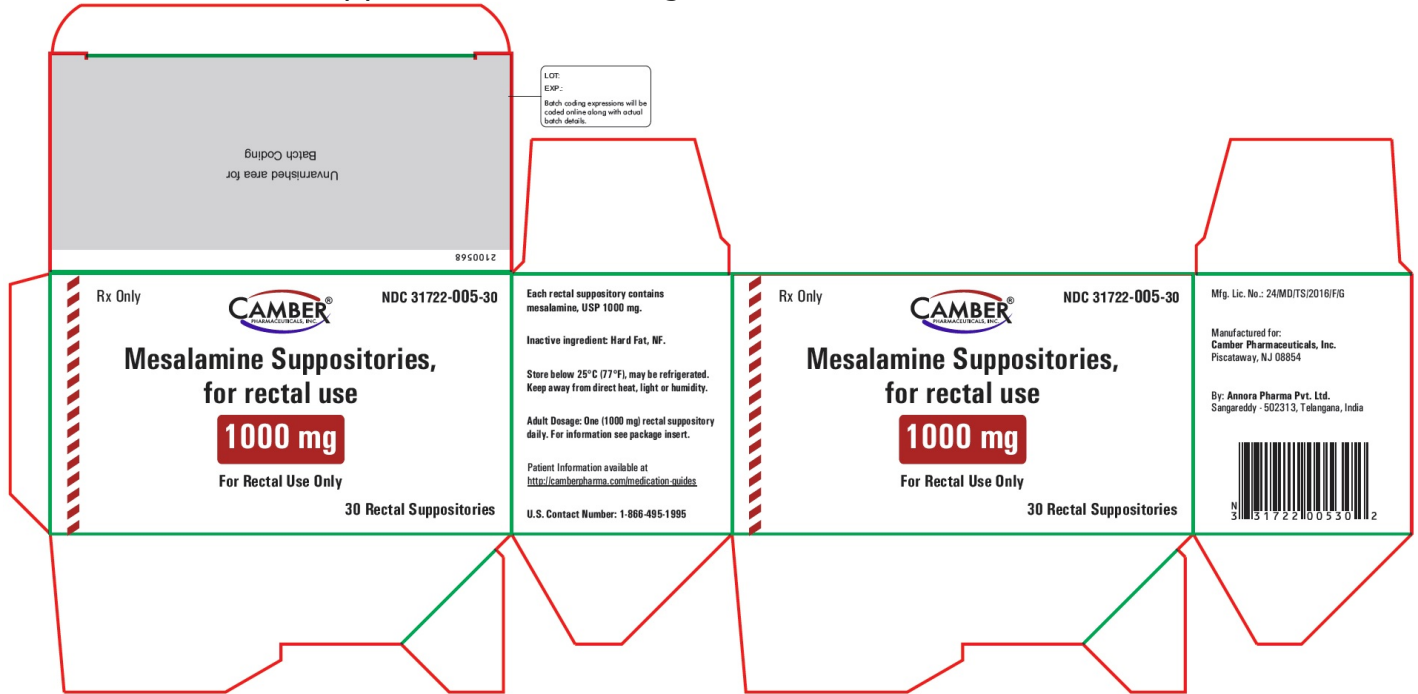 LOT:
EXP.:
Batch coding expressions will be
coded online along with actual
batch details.
Unvarnished area for
Batch Coding
2100568
Rx Only
CAMBER®
PHARMACEUTICALS, INC.
NDC 31722-005-30
Mesalamine Suppositories,
for rectal use
1000 mg
For Rectal Use Only
30 Rectal Suppositories
Each rectal suppository contains
mesalamine, USP 1000 mg.
Inactive ingredient: Hard Fat, NF.
Store below 25°C (77°F), may be refrigerated.
Keep away from direct heat, light or humidity.
Adult Dosage: One (1000 mg) rectal suppository
daily. For information see package insert.
Patient Information available at
http://camberpharma.com/medication-guides
U.S. Contact Number: 1-866-495-1995
Rx Only
CAMBER®
PHARMACEUTICALS, INC.
NDC 31722-005-30
Mesalamine Suppositories,
for rectal use
1000 mg
For Rectal Use Only
30 Rectal Suppositories
Mfg. Lic. No.: 24/MD/TS/2016/F/G
Manufactured for:
Camber Pharmaceuticals, Inc.
Piscataway, NJ 08854
By: Annora Pharma Pvt. Ltd.
Sangareddy - 502313, Telangana, India
N
3 31722 00530 2